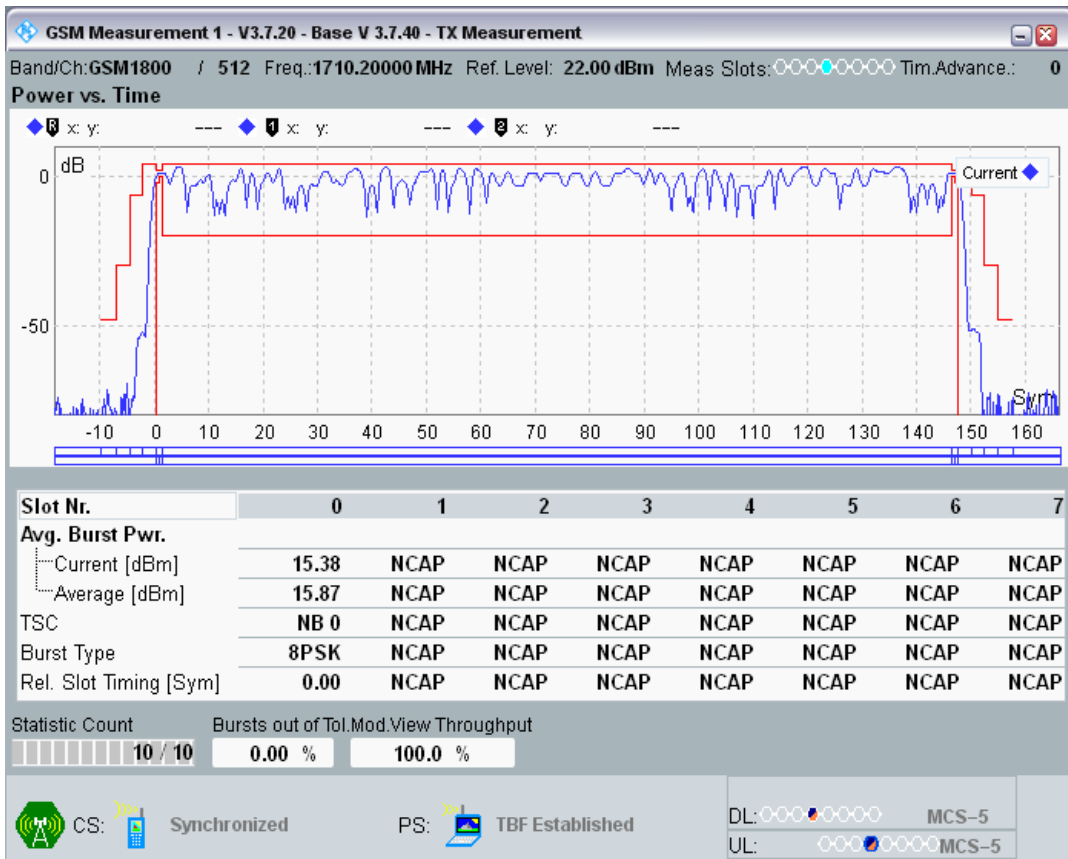 GSM Measurement 1 - V3.7.20 - Base V 3.7.40 - TX Measurement
Band/Ch:GSM1800 / 512 Freq.:1710.20000 MHz Ref. Level: 22.00 dBm Meas Slots: Tim.Advance.: 0
Power vs. Time
R x: y: --- 1 x: y: --- 2 x: y: ---
dB
0
Current
-50
Sym
-10 0 10 20 30 40 50 60 70 80 90 100 110 120 130 140 150 160
Slot Nr. 0 1 2 3 4 5 6 7
Avg. Burst Pwr.
Current [dBm] 15.38 NCAP NCAP NCAP NCAP NCAP NCAP NCAP
Average [dBm] 15.87 NCAP NCAP NCAP NCAP NCAP NCAP NCAP
TSC NB 0 NCAP NCAP NCAP NCAP NCAP NCAP NCAP
Burst Type 8PSK NCAP NCAP NCAP NCAP NCAP NCAP NCAP
Rel. Slot Timing [Sym] 0.00 NCAP NCAP NCAP NCAP NCAP NCAP NCAP
Statistic Count Bursts out of Tol.Mod.View Throughput
10 / 10 0.00 % 100.0 %
CS: Synchronized PS: TBF Established
DL: MCS-5
UL: MCS-5